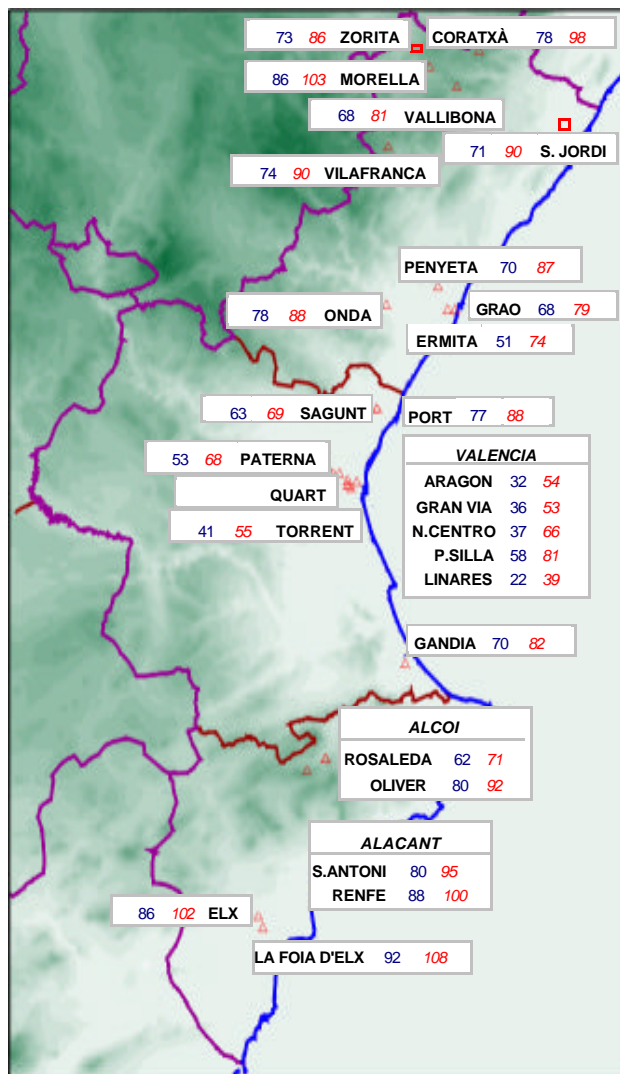 73 86 ZORITA
CORATXÀ 78 98
86 103 MORELLA
68 81 VALLIBONA
71 90 S. JORDI
74 90 VILAFRANCA
PENYETA 70 87
78 88 ONDA
GRAO 68 79
ERMITA 51 74
63 69 SAGUNT
PORT 77 88
53 68 PATERNA
QUART
41 55 TORRENT
VALENCIA
ARAGON 32 54
GRAN VIA 36 53
N.CENTRO 37 66
P.SILLA 58 81
LINARES 22 39
GANDIA 70 82
ALCOI
ROSALEDA 62 71
OLIVER 80 92
ALACANT
S.ANTONI 80 95
RENFE 88 100
86 102 ELX
LA FOIA D'ELX 92 108